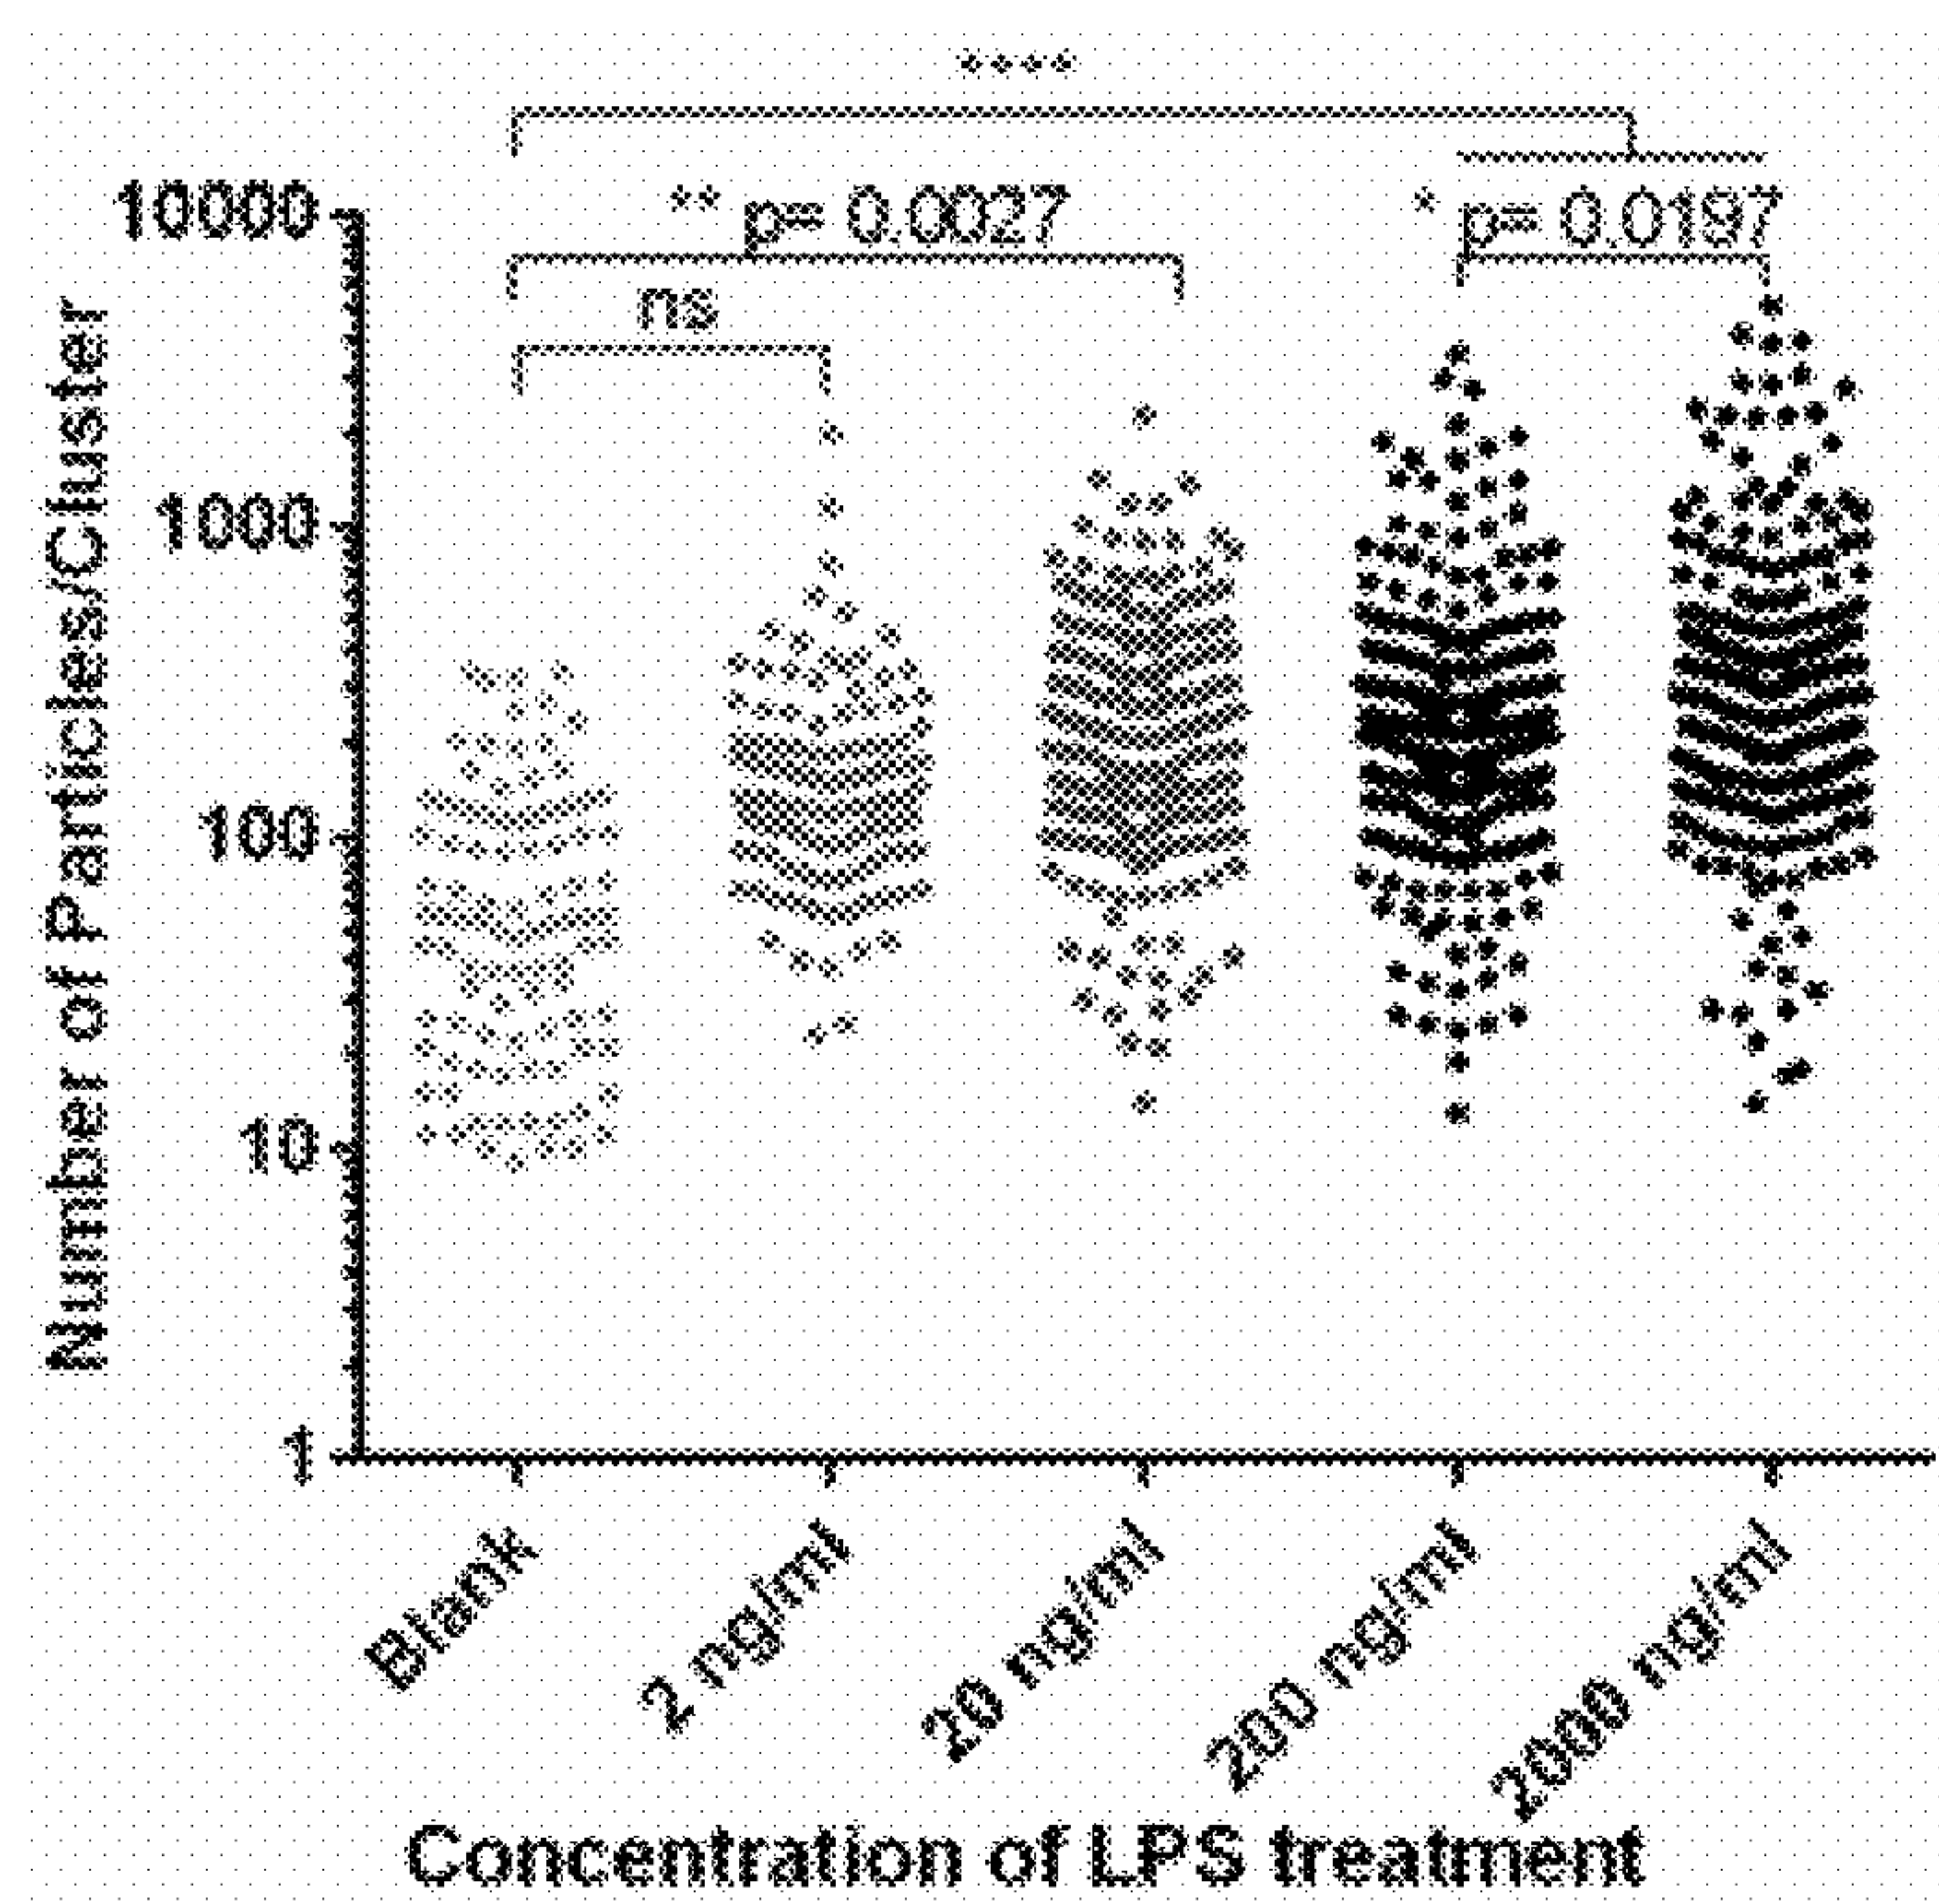 ****
** p= 0.0027
* p= 0.0197
ns
10000
1000
100
10
1
Number of Particles/Cluster
Blank
2 ng/ml
20 ng/ml
200 ng/ml
2000 ng/ml
Concentration of LPS treatment